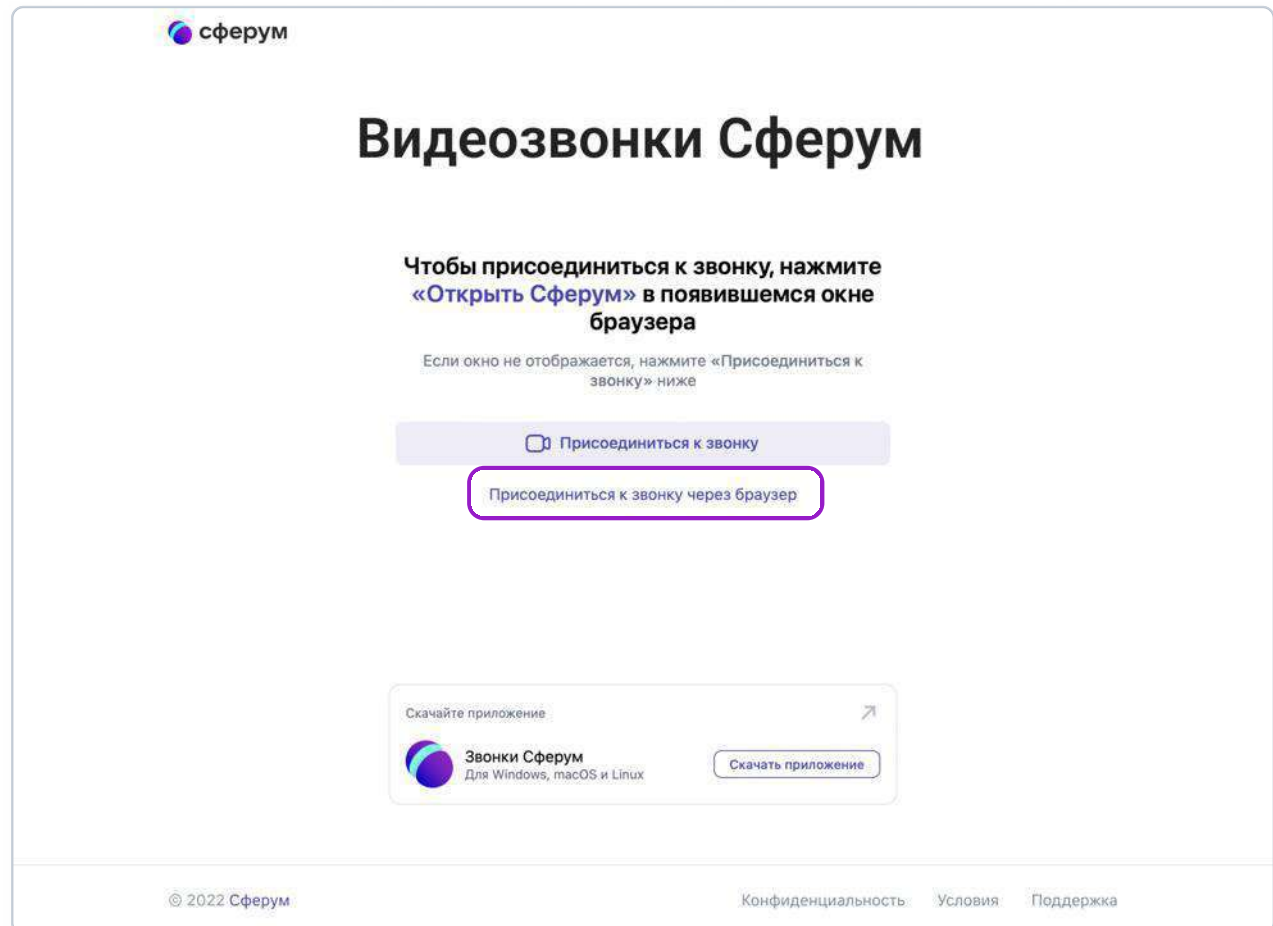 сферум
Видеозвонки Сферум
Чтобы присоединиться к звонку, нажмите
«Открыть Сферум» в появившемся окне
браузера
Если окно не отображается, нажмите «Присоединиться к
звонку» ниже
Присоединиться к звонку
Присоединиться к звонку через браузер
Скачайте приложение
Звонки Сферум
Для Windows, macOS и Linux
Скачать приложение
© 2022 Сферум
Конфиденциальность Условия Поддержка